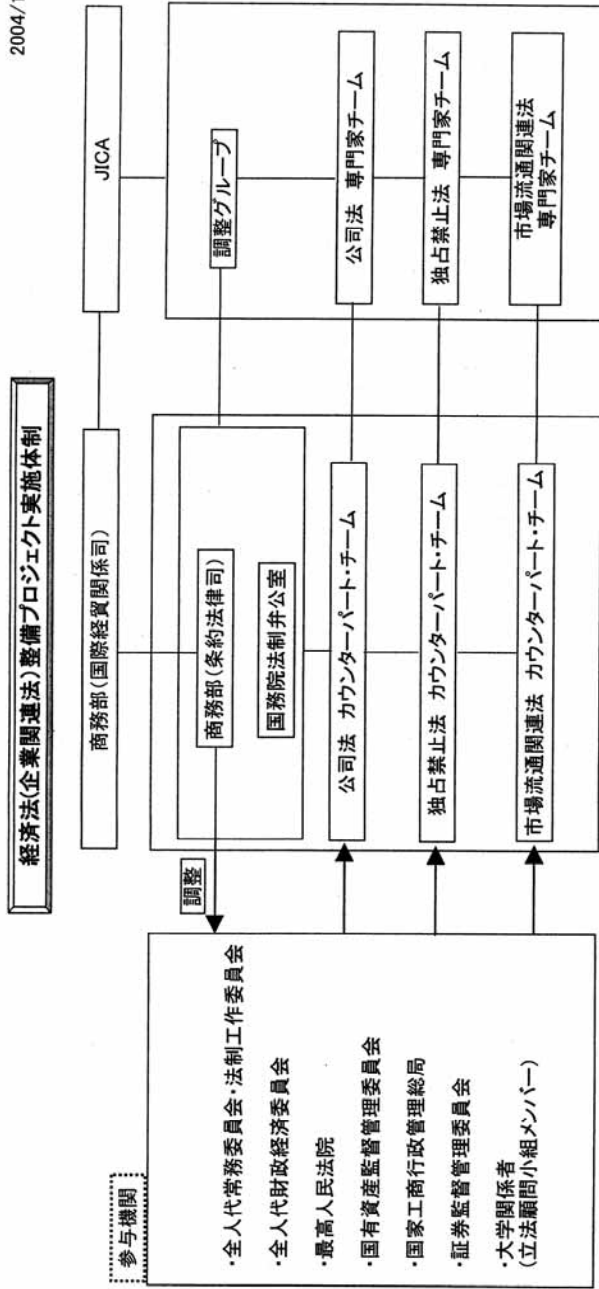 2004/1
経済法(企業関連法)整備プロジェクト実施体制
参与機関
・全人代常務委員会・法制工作委員会
・全人代財政経済委員会
・最高人民法院
・国有資産監督管理委員会
・国家工商行政管理総局
・証券監督管理委員会
・大学関係者
(立法顧問小組メンバー)
調整
商務部(国際経貿関係司)
商務部(条約法律司)
国務院法制弁公室
公司法 カウンターパート・チーム
独占禁止法 カウンターパート・チーム
市場流通関連法 カウンターパート・チーム
JICA
調整グループ
公司法 専門家チーム
独占禁止法 専門家チーム
市場流通関連法
専門家チーム